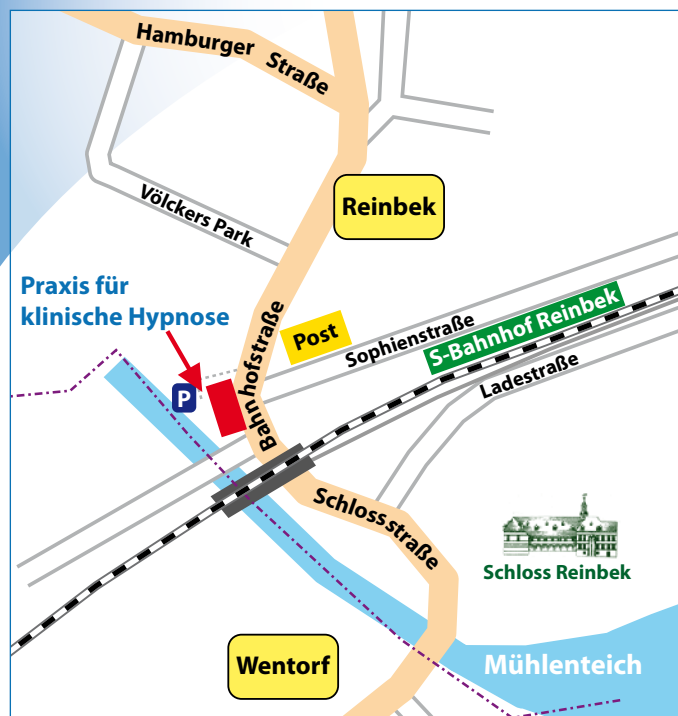 Hamburger
Straße
Völckers Park
Reinbek
Praxis für
klinische Hypnose
Post
Sophienstraße
S-Bahnhof Reinbek
Ladestraße
P
Bahnhofstraße
Schlossstraße
Schloss Reinbek
Wentorf
Mühlenteich